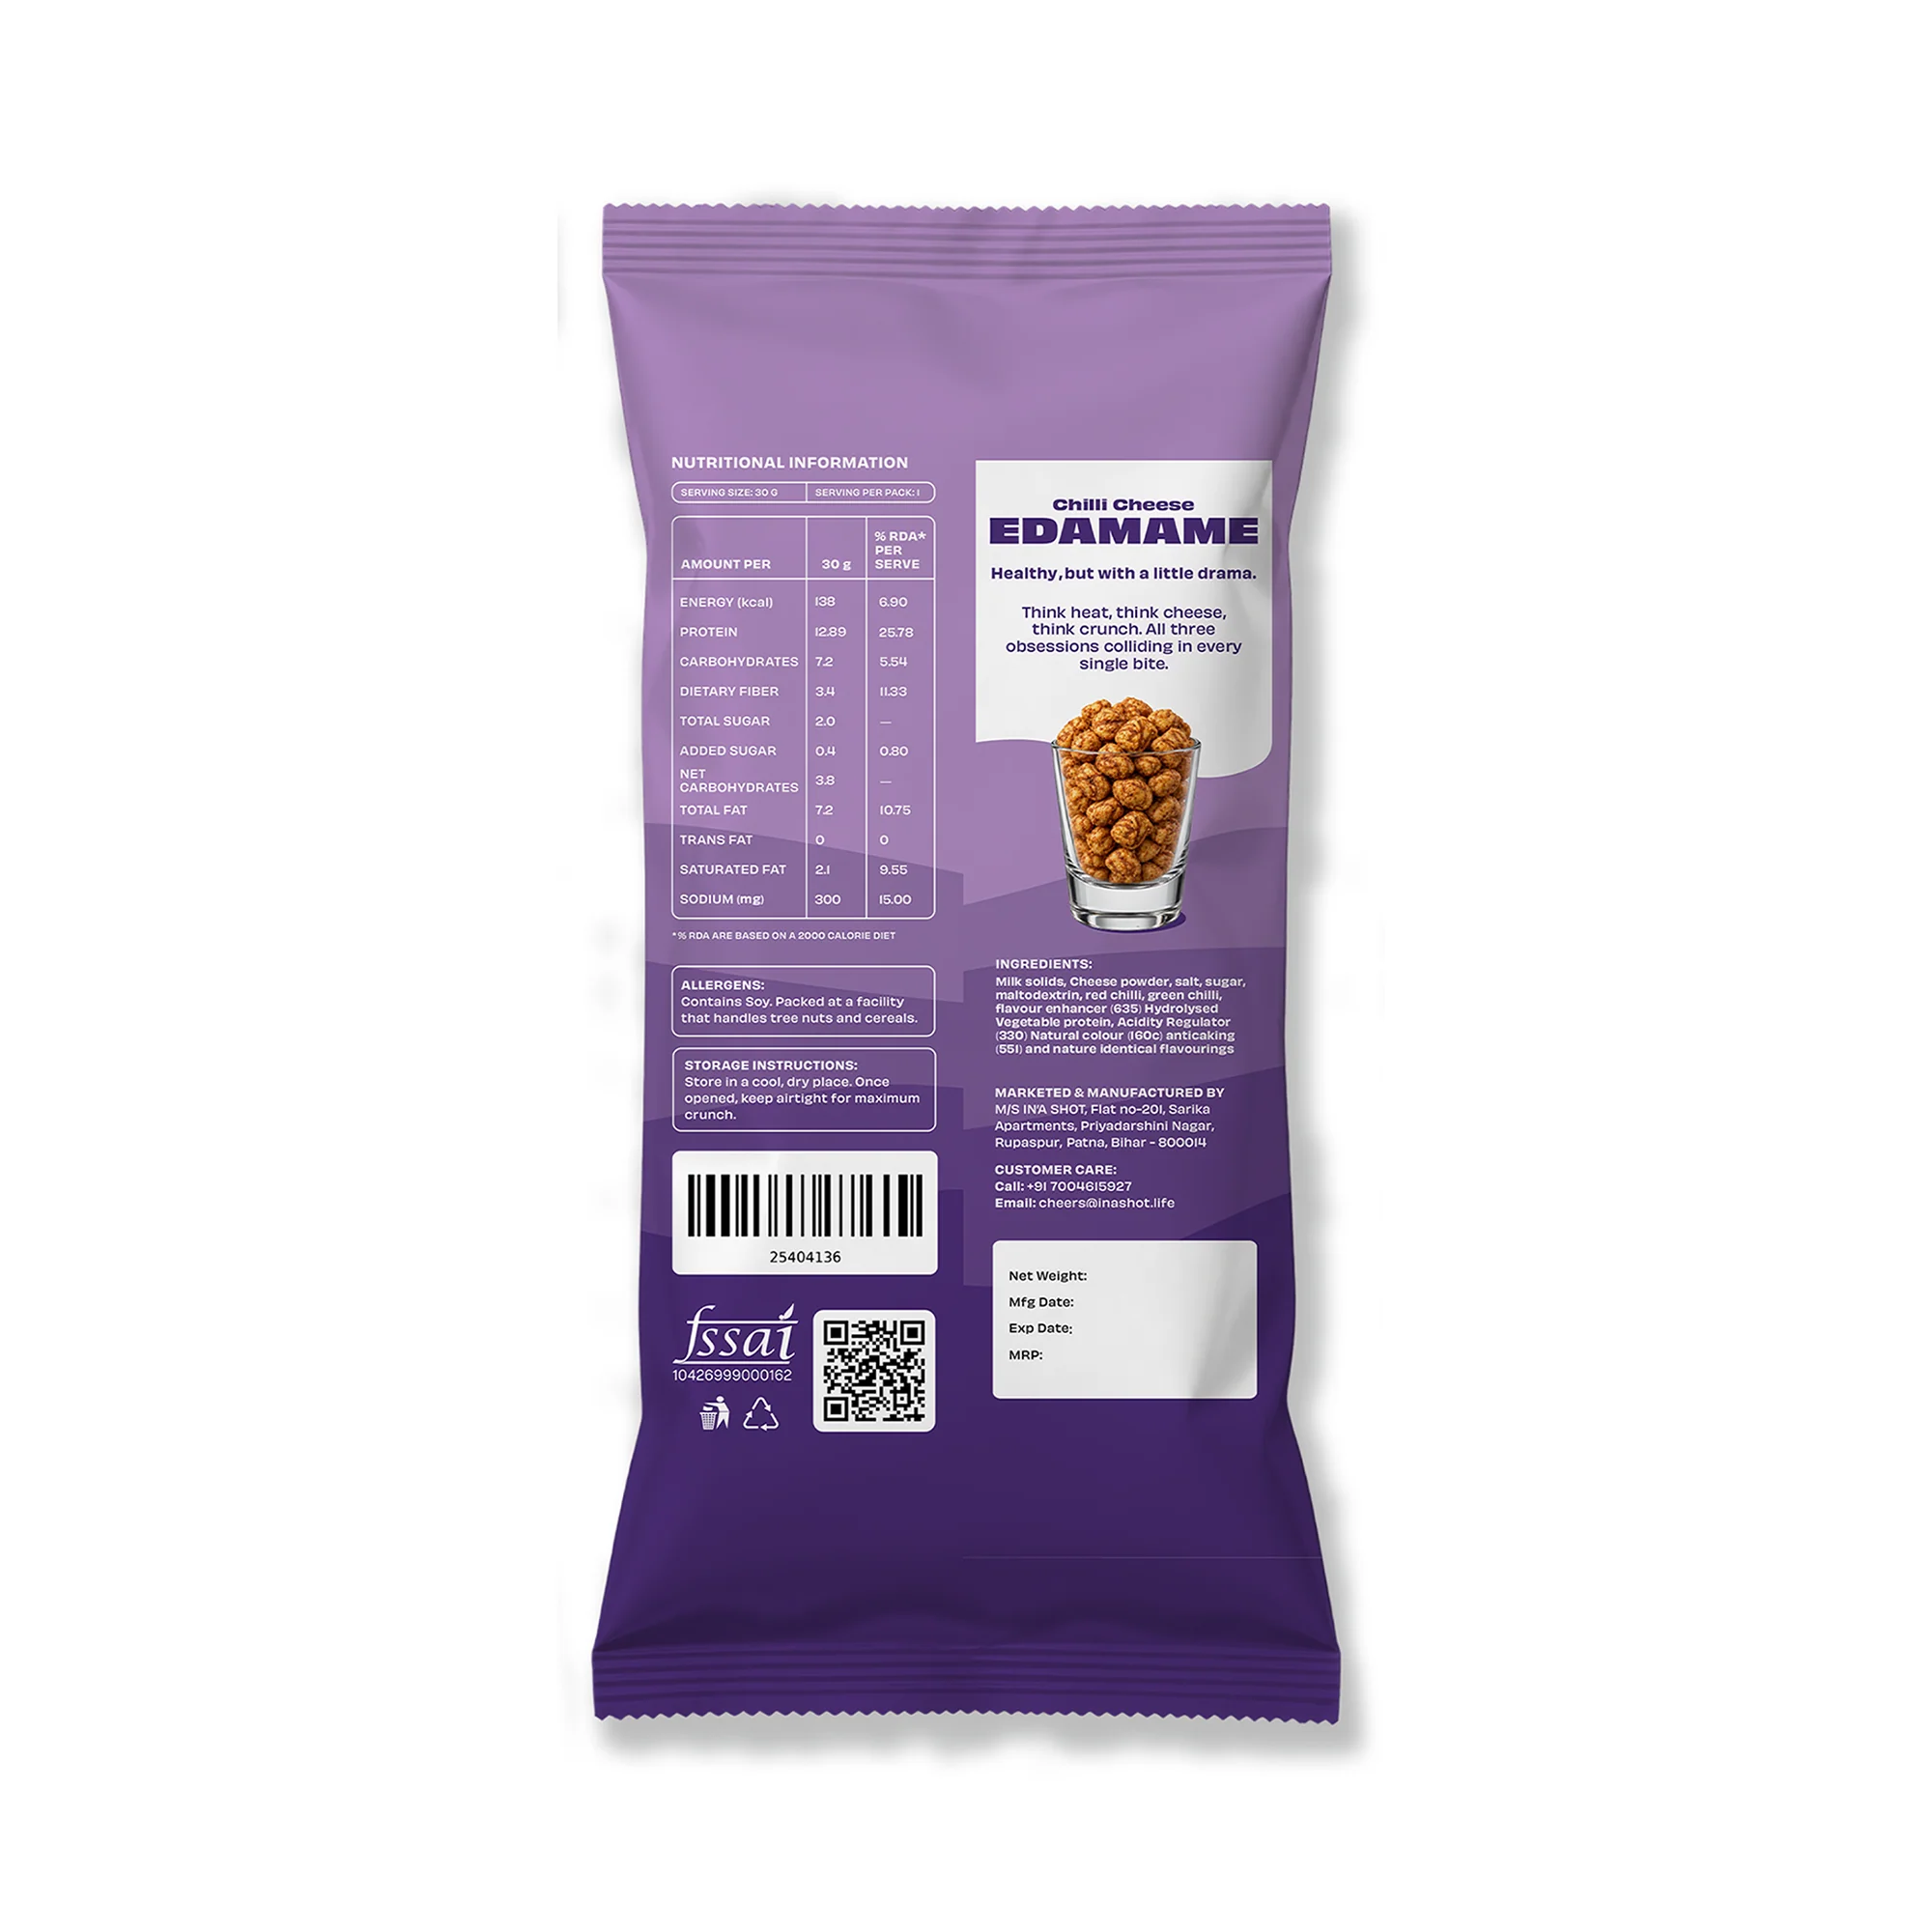 NUTRITIONAL INFORMATION
SERVING SIZE: 30 G SERVING PER PACK: 1
AMOUNT PER 30 g % RDA* PER SERVE
ENERGY (kcal) 138 6.90
PROTEIN 12.89 25.78
CARBOHYDRATES 7.2 5.54
DIETARY FIBER 3.4 11.33
TOTAL SUGAR 2.0 —
ADDED SUGAR 0.4 0.80
NET CARBOHYDRATES 3.8 —
TOTAL FAT 7.2 10.75
TRANS FAT 0 0
SATURATED FAT 2.1 9.55
SODIUM (mg) 300 15.00
*% RDA ARE BASED ON A 2000 CALORIE DIET
ALLERGENS:
Contains Soy. Packed at a facility
that handles tree nuts and cereals.
STORAGE INSTRUCTIONS:
Store in a cool, dry place. Once
opened, keep airtight for maximum
crunch.
25404136
fssai
10426999000162
Chilli Cheese
EDAMAME
Healthy, but with a little drama.
Think heat, think cheese,
think crunch. All three
obsessions colliding in every
single bite.
INGREDIENTS:
Milk solids, Cheese powder, salt, sugar,
maltodextrin, red chilli, green chilli,
flavour enhancer (635) Hydrolysed
Vegetable protein, Acidity Regulator
(330) Natural colour (160c) anticaking
(551) and nature identical flavourings
MARKETED & MANUFACTURED BY
M/S IN'A SHOT, Flat no-201, Sarika
Apartments, Priyadarshini Nagar,
Rupaspur, Patna, Bihar - 800014
CUSTOMER CARE:
Call: +91 7004615927
Email: cheers@inashot.life
Net Weight:
Mfg Date:
Exp Date:
MRP: